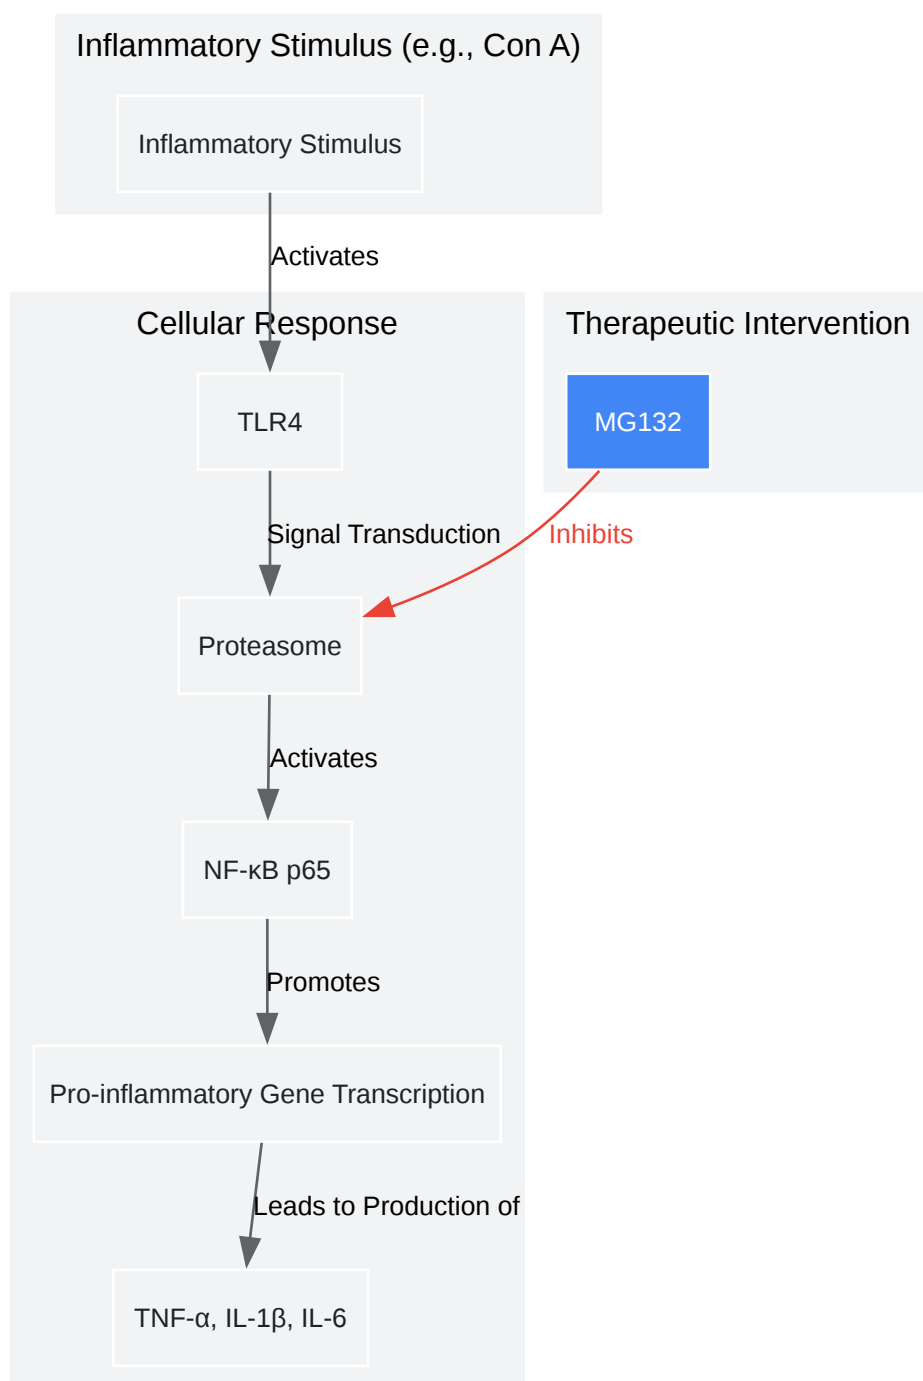 Inflammatory Stimulus (e.g., Con A)
Inflammatory Stimulus
Activates
Cellular Response
Therapeutic Intervention
TLR4
MG132
Signal Transduction
Inhibits
Proteasome
Activates
NF-κB p65
Promotes
Pro-inflammatory Gene Transcription
Leads to Production of
TNF-α, IL-1β, IL-6